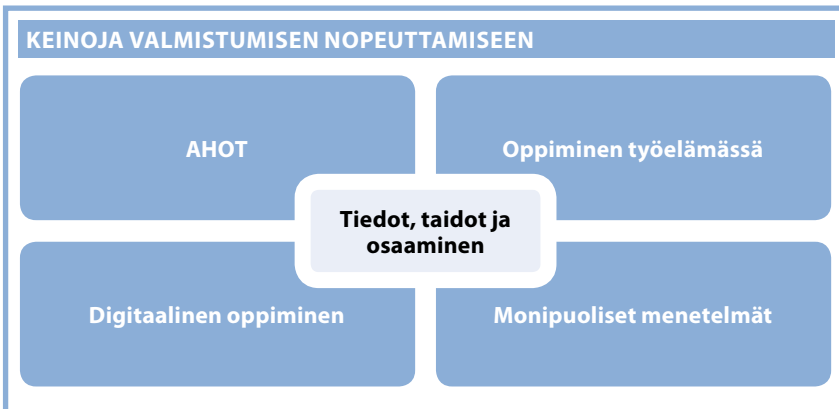 KEINOJA VALMISTUMISEN NOPEUTTAMISEEN
AHOT
Oppiminen työelämässä
Tiedot, taidot ja
osaaminen
Digitaalinen oppiminen
Monipuoliset menetelmät